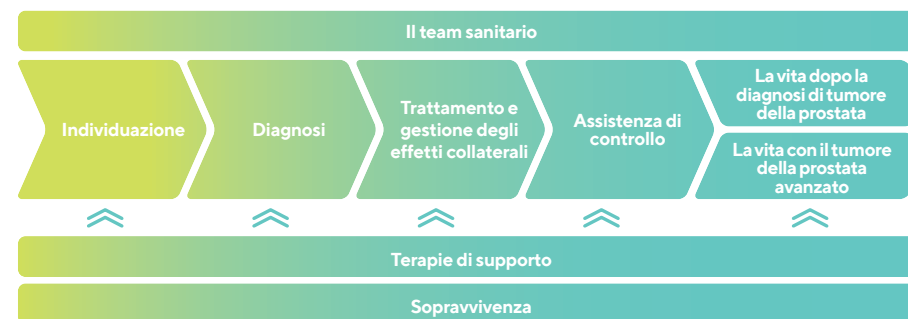 Il team sanitario
Individuazione
Diagnosi
Trattamento e
gestione degli
effetti collaterali
Assistenza di
controllo
La vita dopo la
diagnosi di tumore
della prostata
La vita con il tumore
della prostata
avanzato
Terapie di supporto
Sopravvivenza